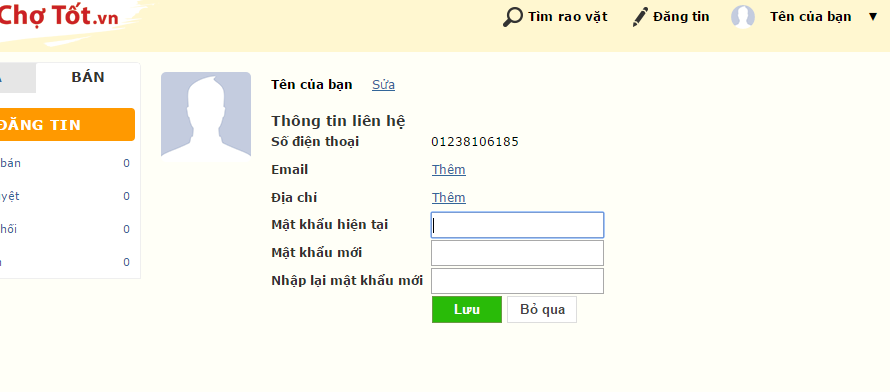 Chợ Tốt.vn
Tìm rao vặt
Đăng tin
Tên của bạn
BÁN
ĐĂNG TIN
bán 0
0
0
0
Tên của bạn Sửa
Thông tin liên hệ
Số điện thoại 01238106185
Email Thêm
Địa chỉ Thêm
Mật khẩu hiện tại
Mật khẩu mới
Nhập lại mật khẩu mới
Lưu Bỏ qua